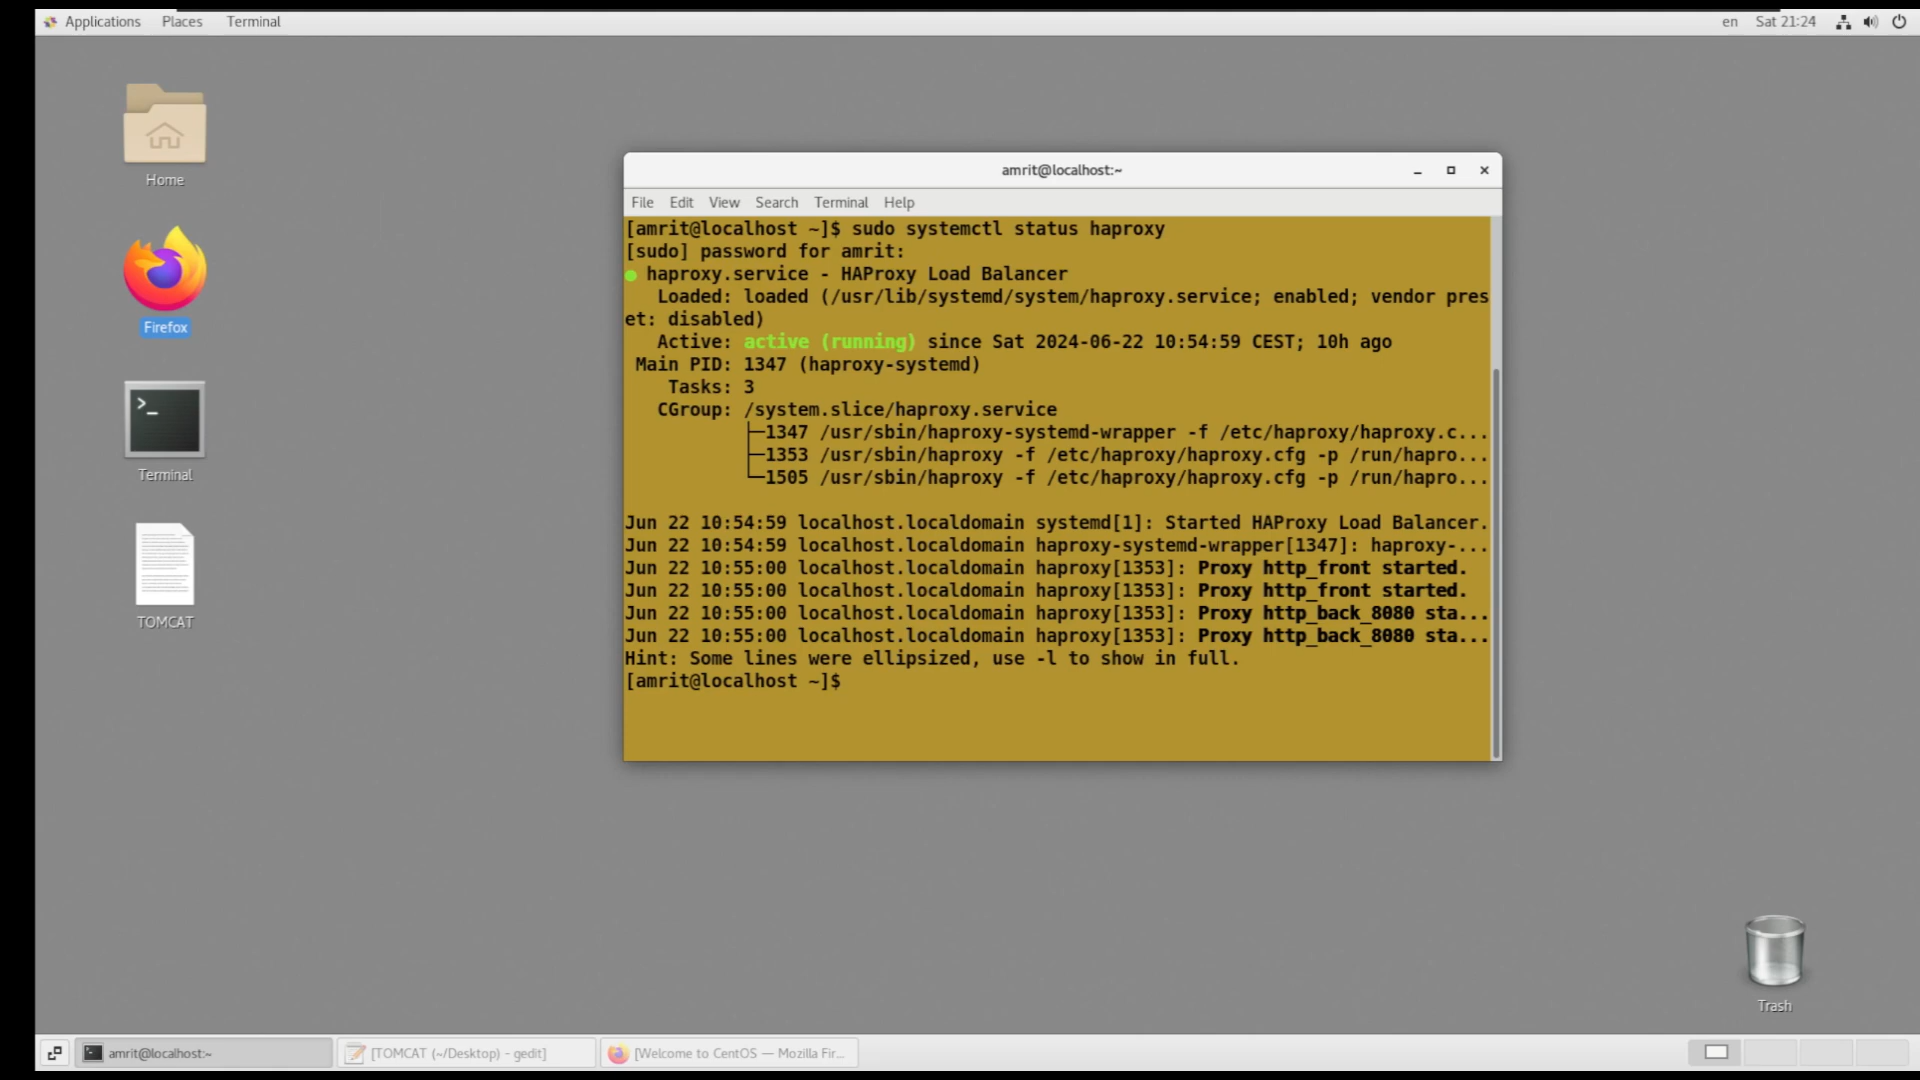 Applications Places Terminal en Sat 21:24
Home
Firefox
>_
Terminal
TOMCAT
amrit@localhost:~
File Edit View Search Terminal Help
[amrit@localhost ~]$ sudo systemctl status haproxy
[sudo] password for amrit:
● haproxy.service - HAProxy Load Balancer
Loaded: loaded (/usr/lib/systemd/system/haproxy.service; enabled; vendor pres
et: disabled)
Active: active (running) since Sat 2024-06-22 10:54:59 CEST; 10h ago
Main PID: 1347 (haproxy-systemd)
Tasks: 3
CGroup: /system.slice/haproxy.service
├─1347 /usr/sbin/haproxy-systemd-wrapper -f /etc/haproxy/haproxy.c...
├─1353 /usr/sbin/haproxy -f /etc/haproxy/haproxy.cfg -p /run/hapro...
└─1505 /usr/sbin/haproxy -f /etc/haproxy/haproxy.cfg -p /run/hapro...
Jun 22 10:54:59 localhost.localdomain systemd[1]: Started HAProxy Load Balancer.
Jun 22 10:54:59 localhost.localdomain haproxy-systemd-wrapper[1347]: haproxy-...
Jun 22 10:55:00 localhost.localdomain haproxy[1353]: Proxy http_front started.
Jun 22 10:55:00 localhost.localdomain haproxy[1353]: Proxy http_front started.
Jun 22 10:55:00 localhost.localdomain haproxy[1353]: Proxy http_back_8080 sta...
Jun 22 10:55:00 localhost.localdomain haproxy[1353]: Proxy http_back_8080 sta...
Hint: Some lines were ellipsized, use -l to show in full.
[amrit@localhost ~]$
Trash
amrit@localhost:~ [TOMCAT (~/Desktop) - gedit] [Welcome to CentOS — Mozilla Fir...